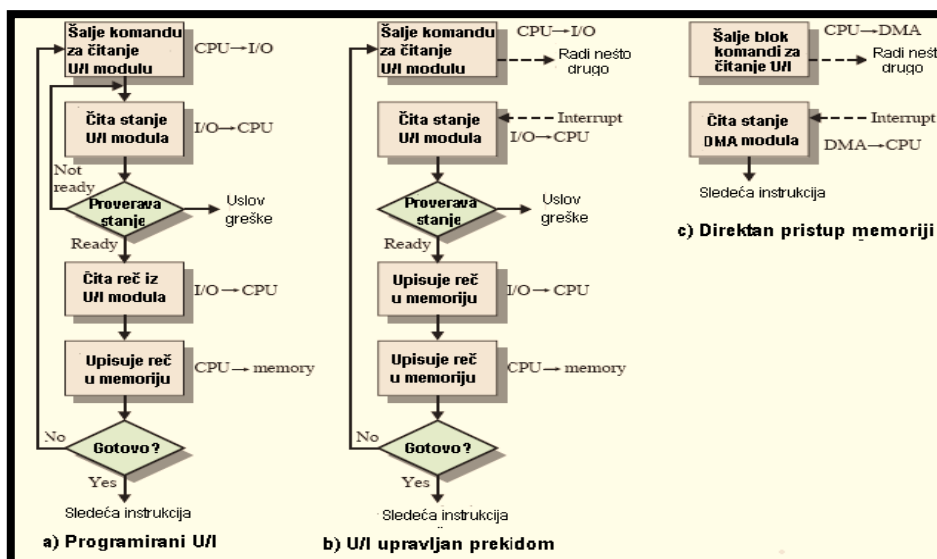 Šalje komandu
za čitanje
U/I modulu
CPU→I/O
Čita stanje
U/I modula
I/O→CPU
Not
ready
Proverava
stanje
Uslov
greške
Ready
Čita reč iz
U/I modula
I/O→CPU
Upisuje reč
u memoriju
CPU→memory
No
Gotovo?
Yes
Sledeća instrukcija
a) Programirani U/I
Šalje komandu
za čitanje
U/I modulu
CPU→I/O
Radi nešto
drugo
Čita stanje
U/I modula
Interrupt
I/O→CPU
Proverava
stanje
Uslov
greške
Ready
Upisuje reč
u memoriju
I/O→CPU
Upisuje reč
u memoriju
CPU→memory
No
Gotovo?
Yes
Sledeća instrukcija
b) U/I upravljan prekidom
Šalje blok
komandi za
čitanje U/I
CPU→DMA
Radi nešt
drugo
Čita stanje
DMA modula
Interrupt
DMA→CPU
Sledeća instrukcija
c) Direktan pristup memoriji